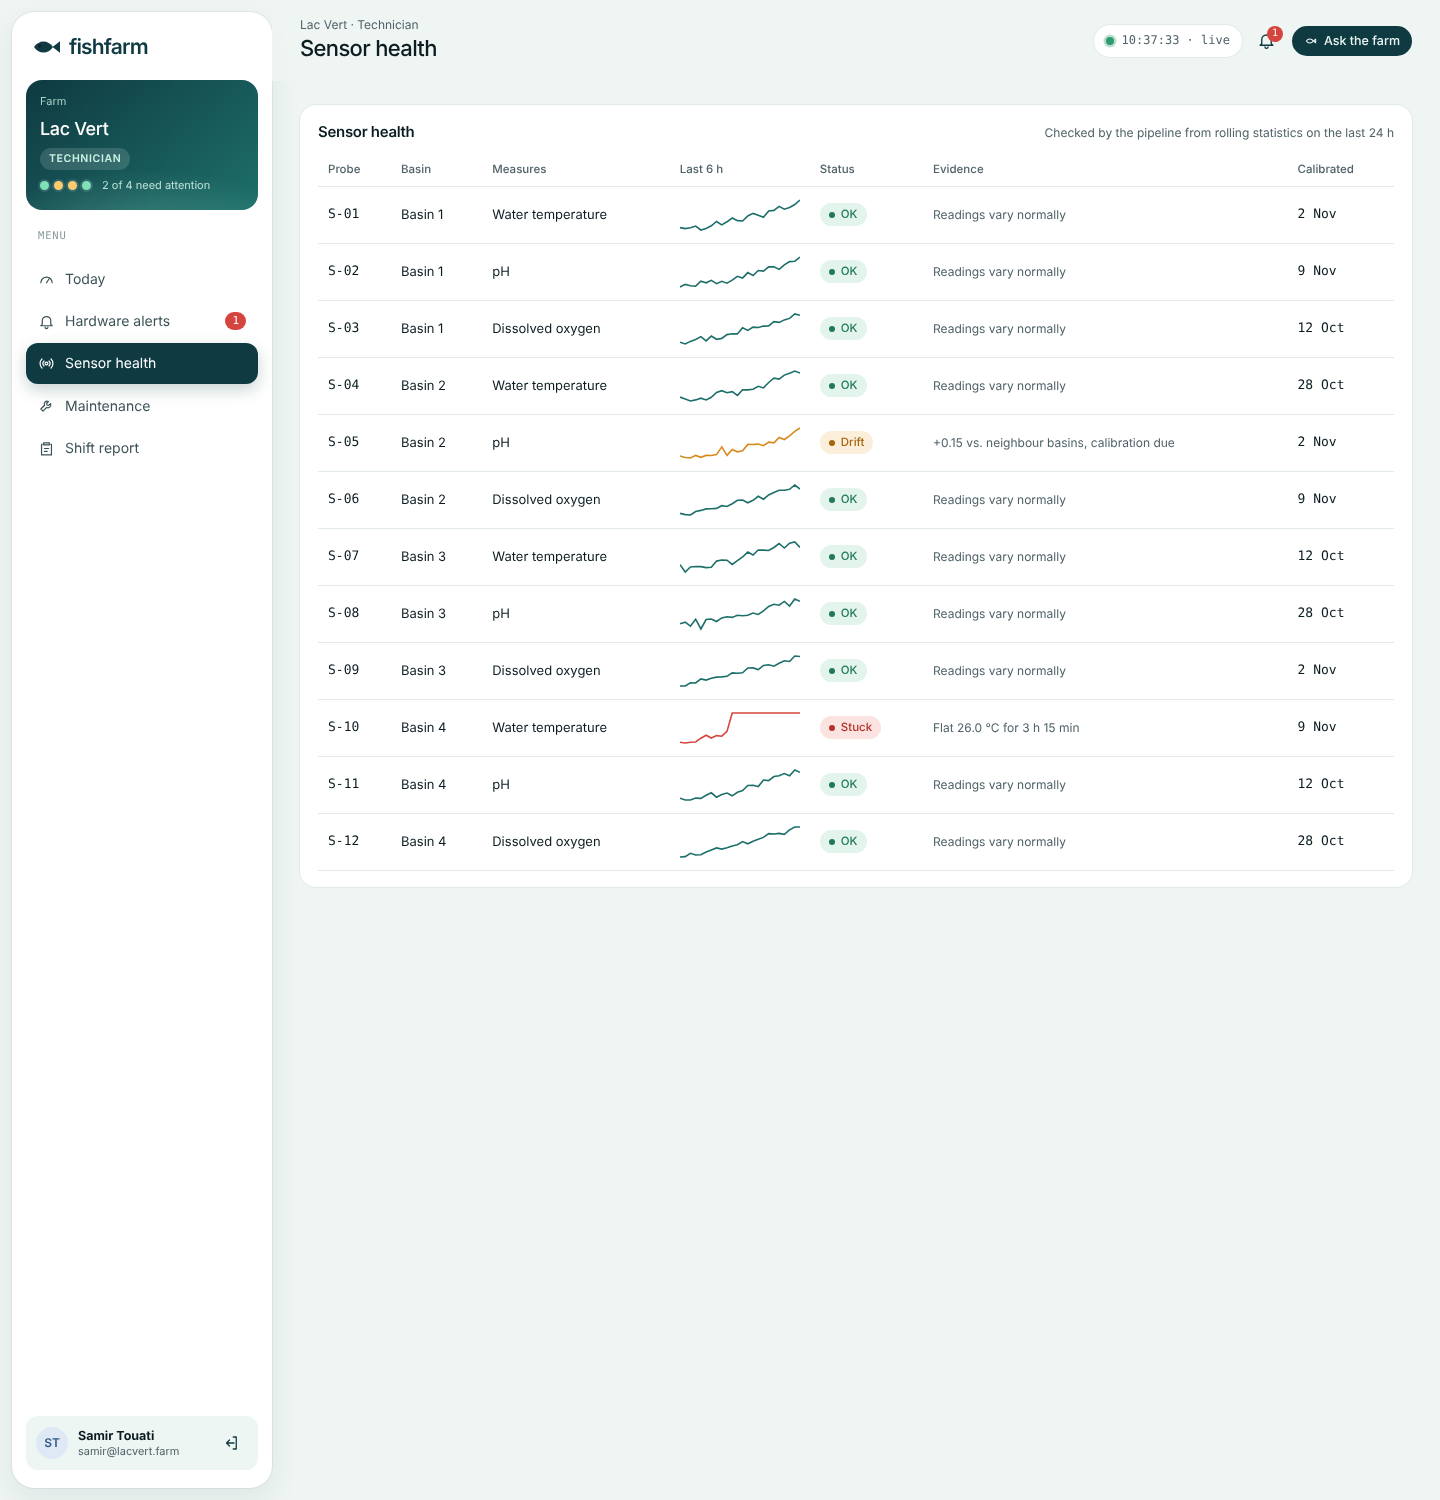 fishfarm
Farm
Lac Vert
TECHNICIAN
2 of 4 need attention
MENU
Today
Hardware alerts 1
Sensor health
Maintenance
Shift report
ST
Samir Touati
samir@lacvert.farm
Lac Vert · Technician
Sensor health
10:37:33 · live
1
Ask the farm
Sensor health
Checked by the pipeline from rolling statistics on the last 24 h
Probe Basin Measures Last 6 h Status Evidence Calibrated
S-01 Basin 1 Water temperature OK Readings vary normally 2 Nov
S-02 Basin 1 pH OK Readings vary normally 9 Nov
S-03 Basin 1 Dissolved oxygen OK Readings vary normally 12 Oct
S-04 Basin 2 Water temperature OK Readings vary normally 28 Oct
S-05 Basin 2 pH Drift +0.15 vs. neighbour basins, calibration due 2 Nov
S-06 Basin 2 Dissolved oxygen OK Readings vary normally 9 Nov
S-07 Basin 3 Water temperature OK Readings vary normally 12 Oct
S-08 Basin 3 pH OK Readings vary normally 28 Oct
S-09 Basin 3 Dissolved oxygen OK Readings vary normally 2 Nov
S-10 Basin 4 Water temperature Stuck Flat 26.0 °C for 3 h 15 min 9 Nov
S-11 Basin 4 pH OK Readings vary normally 12 Oct
S-12 Basin 4 Dissolved oxygen OK Readings vary normally 28 Oct